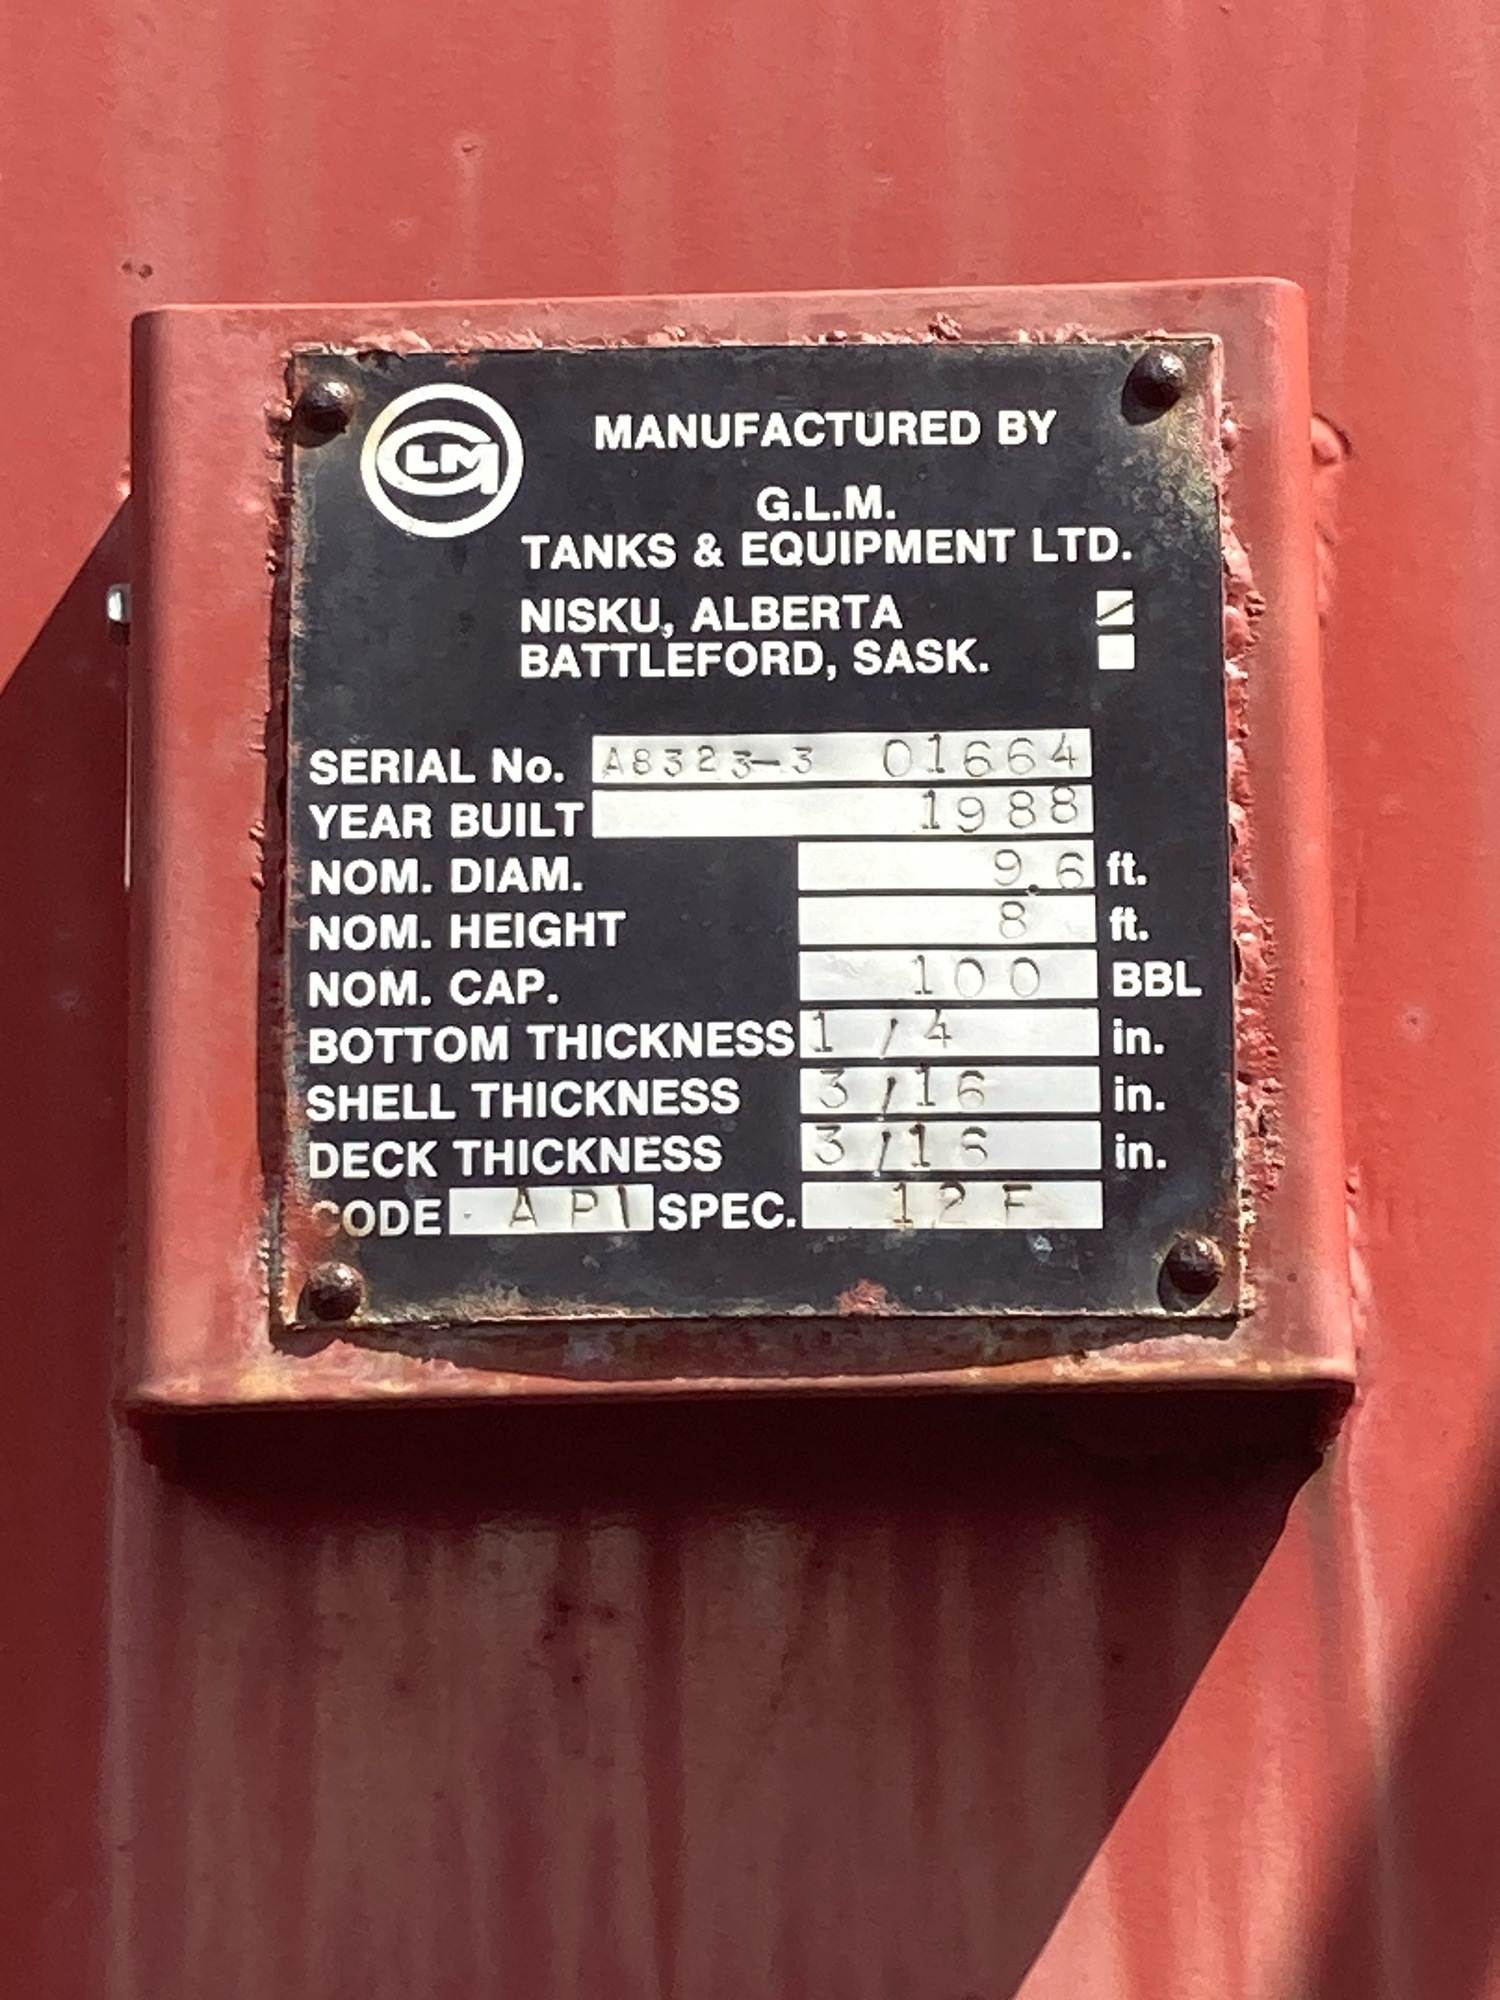 GLM
MANUFACTURED BY
G.L.M.
TANKS & EQUIPMENT LTD.
NISKU, ALBERTA
BATTLEFORD, SASK.
SERIAL No. A8323-3 01664
YEAR BUILT 1988
NOM. DIAM. 9.6 ft.
NOM. HEIGHT 8 ft.
NOM. CAP. 100 BBL
BOTTOM THICKNESS 1/4 in.
SHELL THICKNESS 3/16 in.
DECK THICKNESS 3/16 in.
CODE API SPEC. 12F